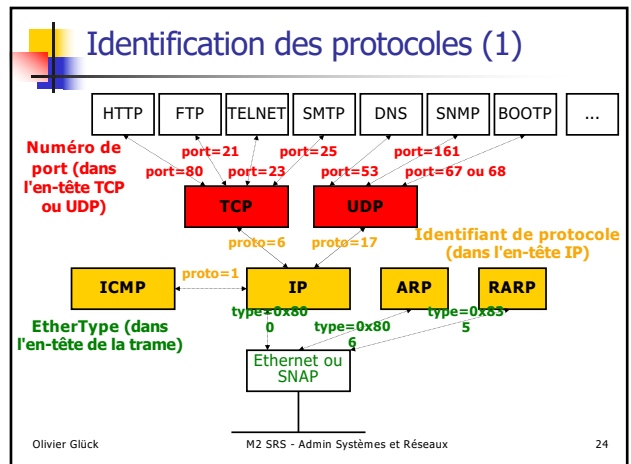 Identification des protocoles (1)
HTTP FTP TELNET SMTP DNS SNMP BOOTP ...
Numéro de
port (dans
l'en-tête TCP
ou UDP)
port=21 port=25 port=161
port=80 port=23 port=53 port=67 ou 68
TCP UDP
Identifiant de protocole
(dans l'en-tête IP)
proto=6 proto=17
ICMP proto=1 IP ARP RARP
EtherType (dans
l'en-tête de la trame)
type=0x80
0
type=0x80
6
type=0x83
5
Ethernet ou
SNAP
Olivier Glück M2 SRS - Admin Systèmes et Réseaux 24